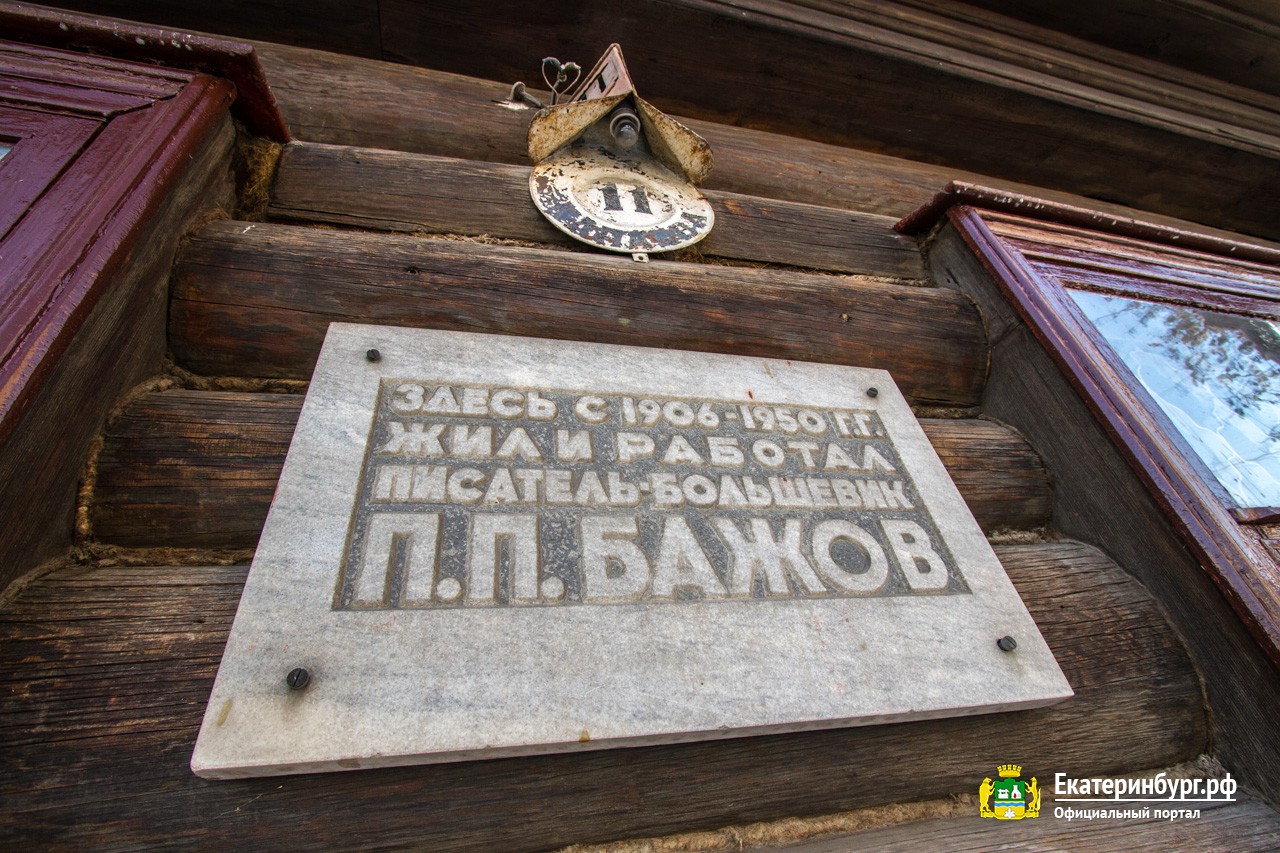 11
ЗДЕСЬ С 1906-1950 Г.Г.
ЖИЛ И РАБОТАЛ
ПИСАТЕЛЬ-БОЛЬШЕВИК
П.П. БАЖОВ
Екатеринбург.рф
Официальный портал